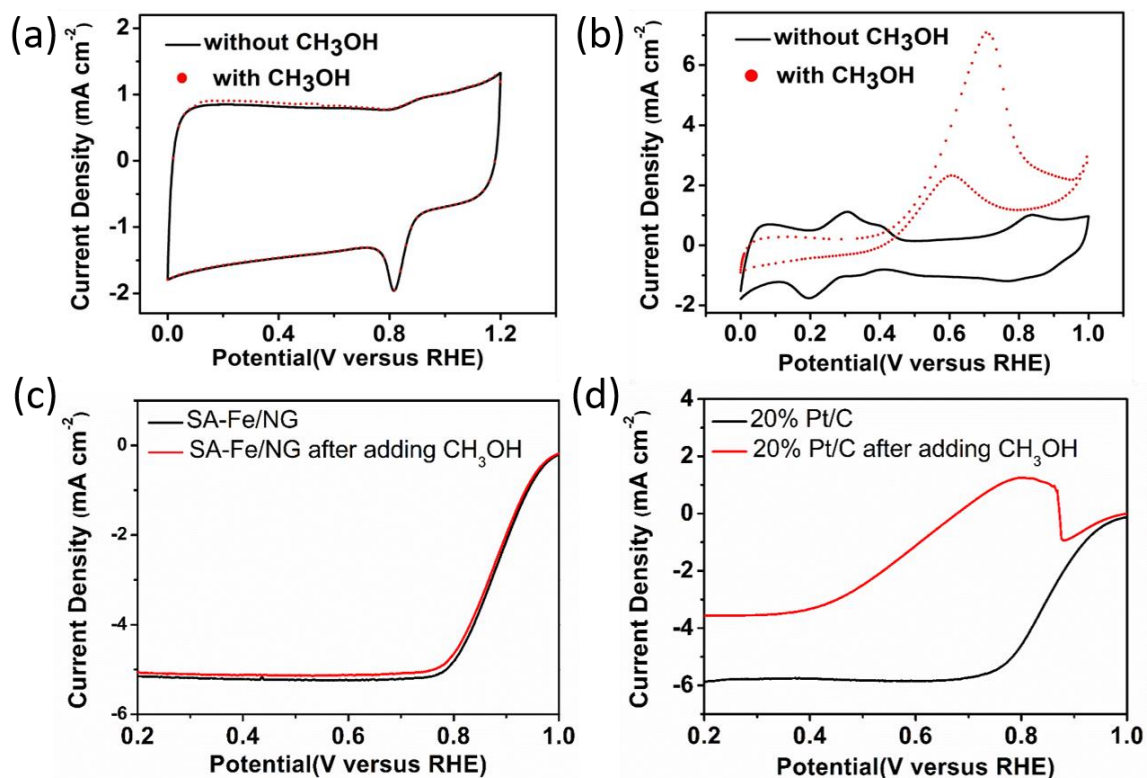 (a)
without CH₃OH
with CH₃OH
Current Density (mA cm⁻²)
2
1
0
-1
-2
0.0 0.4 0.8 1.2
Potential(V versus RHE)
(b)
without CH₃OH
with CH₃OH
Current Density (mA cm⁻²)
6
4
2
0
-2
0.0 0.2 0.4 0.6 0.8 1.0
Potential(V versus RHE)
(c)
SA-Fe/NG
SA-Fe/NG after adding CH₃OH
Current Density (mA cm⁻²)
0
-2
-4
-6
0.2 0.4 0.6 0.8 1.0
Potential(V versus RHE)
(d)
20% Pt/C
20% Pt/C after adding CH₃OH
Current Density (mA cm⁻²)
4
2
0
-2
-4
-6
0.2 0.4 0.6 0.8 1.0
Potential(V versus RHE)